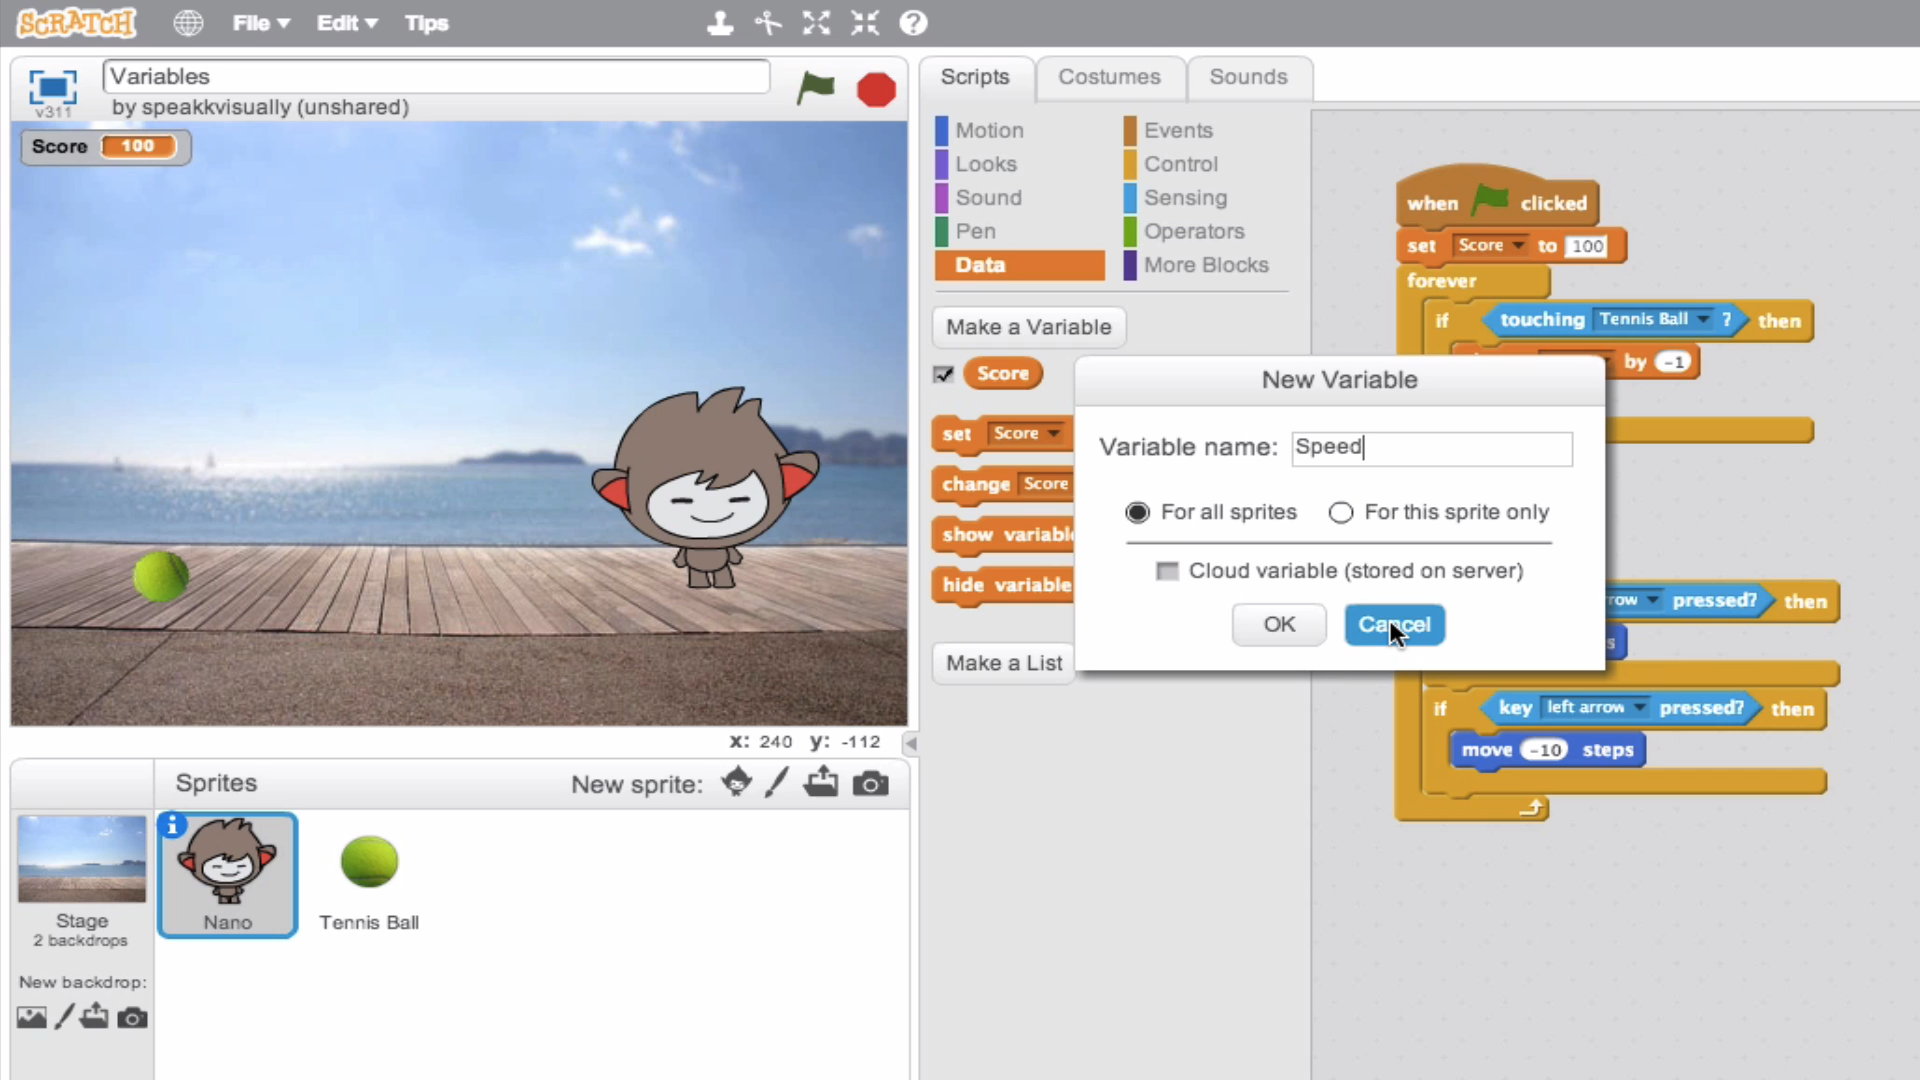 SCRATCH File Edit Tips
v311 Variables
by speakkvisually (unshared)
Score 100
Scripts Costumes Sounds
Motion Events
Looks Control
Sound Sensing
Pen Operators
Data More Blocks
Make a Variable
Score
set Score
change Score
show variable
hide variable
Make a List
New Variable
Variable name: Speed
For all sprites For this sprite only
Cloud variable (stored on server)
OK Cancel
when clicked
set Score to 100
forever
if touching Tennis Ball ? then
by -1
pressed? then
if key left arrow pressed? then
move -10 steps
x: 240 y: -112
Sprites New sprite:
Stage
2 backdrops
New backdrop:
Nano
Tennis Ball